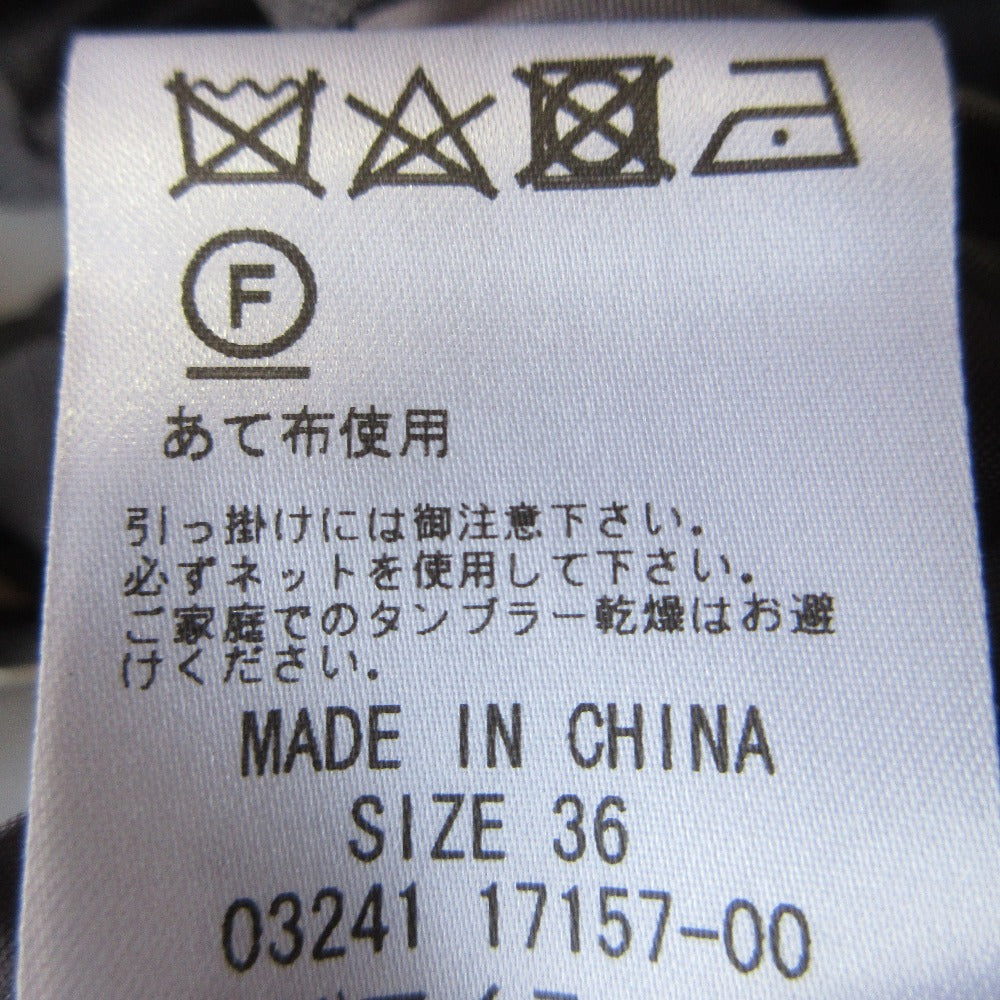 F
あて布使用
引っ掛けには御注意下さい.
必ずネットを使用して下さい.
ご家庭でのタンブラー乾燥はお避
けください.
MADE IN CHINA
SIZE 36
03241 17157-00